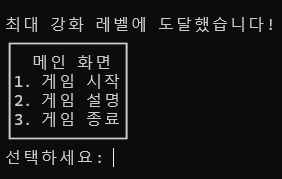 최대 강화 레벨에 도달했습니다!
메인 화면
1. 게임 시작
2. 게임 설명
3. 게임 종료
선택하세요: